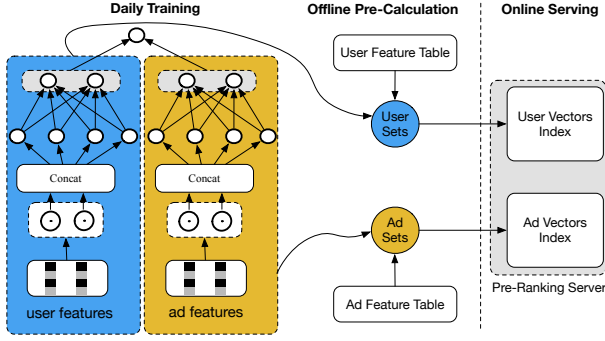 Daily Training
Offline Pre-Calculation
Online Serving
User Feature Table
User
Sets
User Vectors
Index
Concat
Concat
Ad
Sets
Ad Vectors
Index
Pre-Ranking Server
Ad Feature Table
user features
ad features